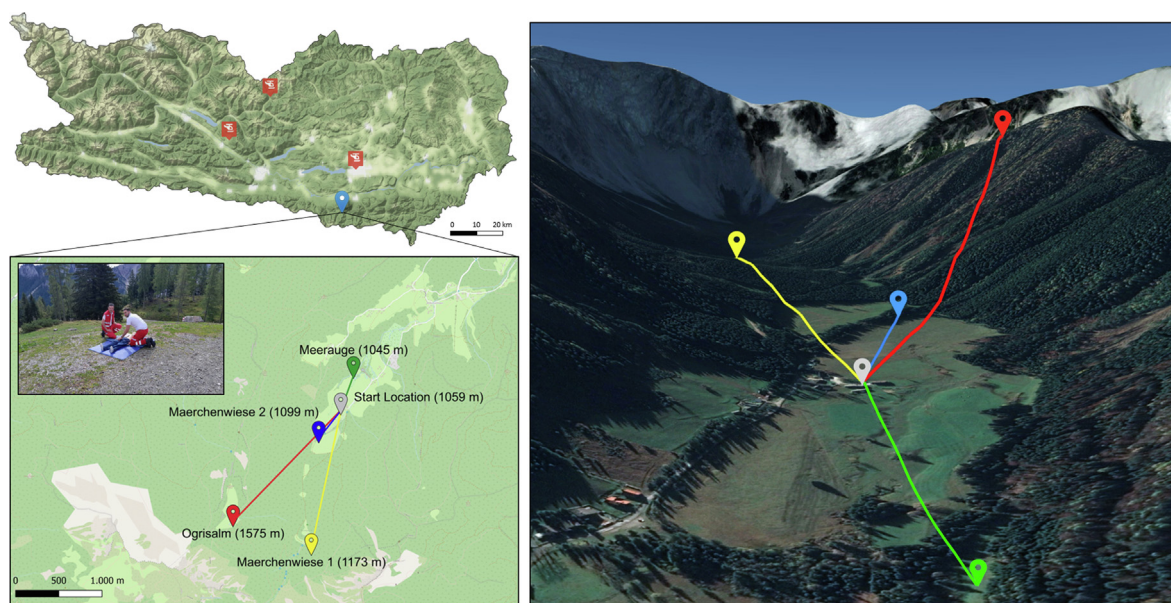 0 10 20 km
Meerauge (1045 m)
Start Location (1059 m)
Maerchenwiese 2 (1099 m)
Ogrisalm (1575 m)
Maerchenwiese 1 (1173 m)
0 500 1.000 m